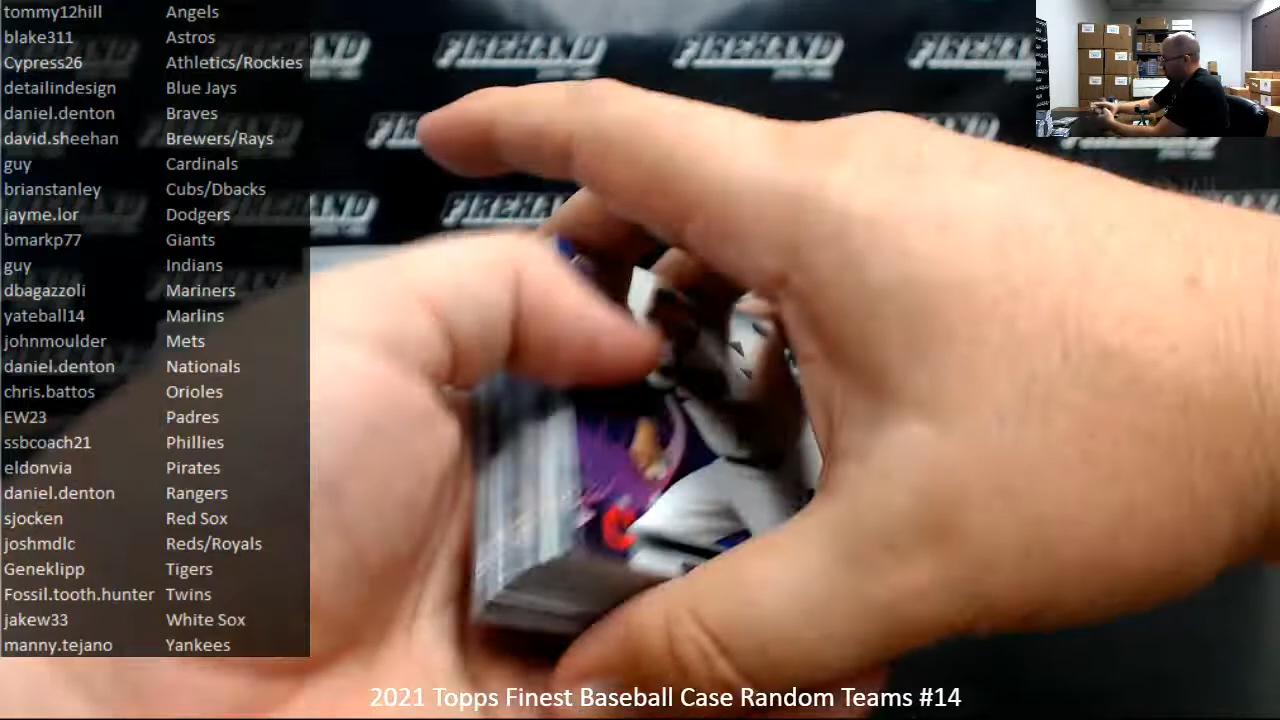 tommy12hill Angels
blake311 Astros
Cypress26 Athletics/Rockies
detailindesign Blue Jays
daniel.denton Braves
david.sheehan Brewers/Rays
guy Cardinals
brianstanley Cubs/Dbacks
jayme.lor Dodgers
bmarkp77 Giants
guy Indians
dbagazzoli Mariners
yateball14 Marlins
johnmoulder Mets
daniel.denton Nationals
chris.battos Orioles
EW23 Padres
ssbcoach21 Phillies
eldonvia Pirates
daniel.denton Rangers
sjocken Red Sox
joshmdlc Reds/Royals
Geneklipp Tigers
Fossil.tooth.hunter Twins
jakew33 White Sox
manny.tejano Yankees
FIREHAND FIREHAND FIREHAND
2021 Topps Finest Baseball Case Random Teams #14